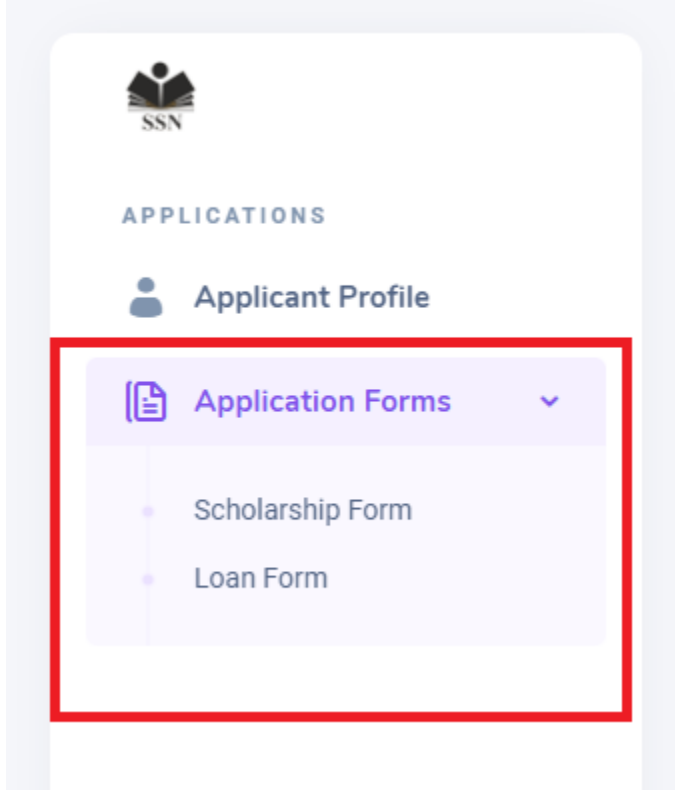 SSN
APPLICATIONS
Applicant Profile
Application Forms
Scholarship Form
Loan Form